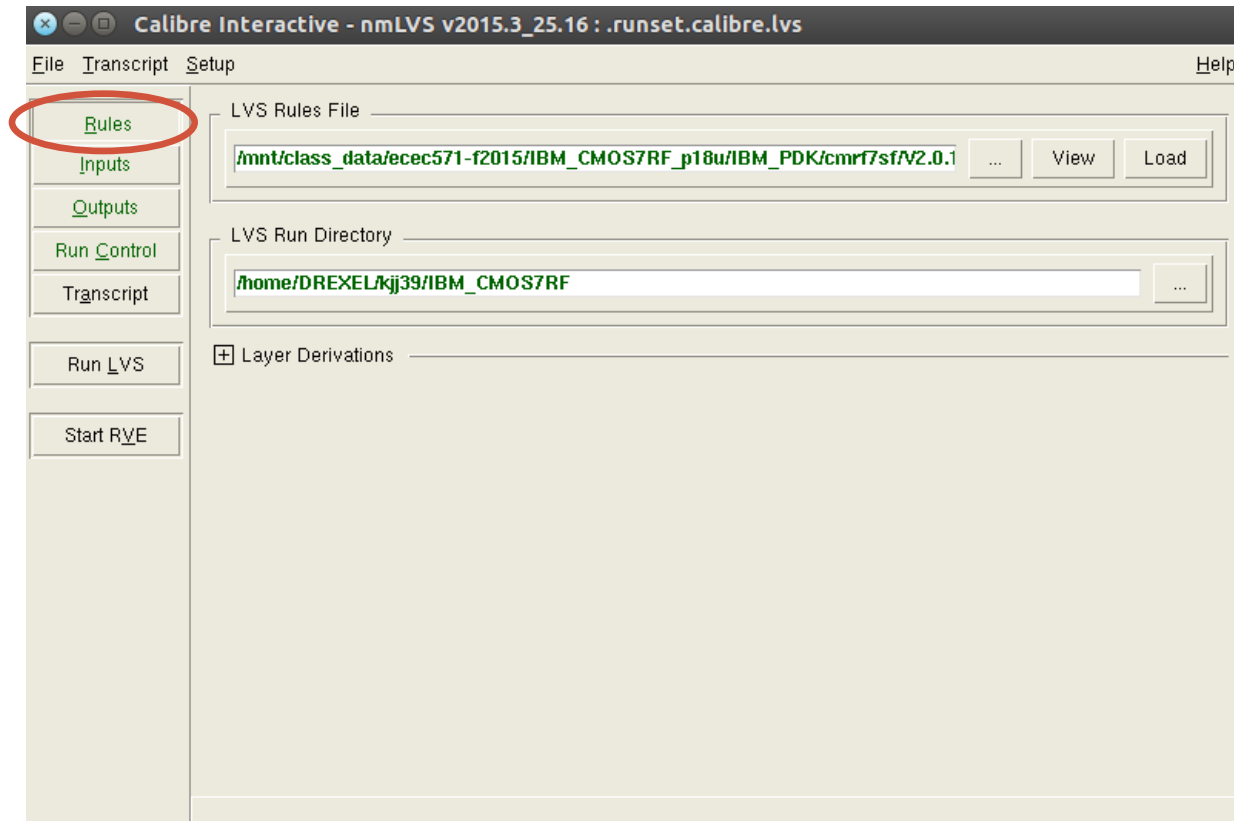 Calibre Interactive - nmLVS v2015.3_25.16 : .runset.calibre.lvs
File Transcript Setup Help
Rules
Inputs
Outputs
Run Control
Transcript
Run LVS
Start RVE
LVS Rules File
/mnt/class_data/ecec571-f2015/IBM_CMOS7RF_p18u/IBM_PDK/cmrf7sf/V2.0.1 ... View Load
LVS Run Directory
/home/DREXEL/kjj39/IBM_CMOS7RF ...
+ Layer Derivations